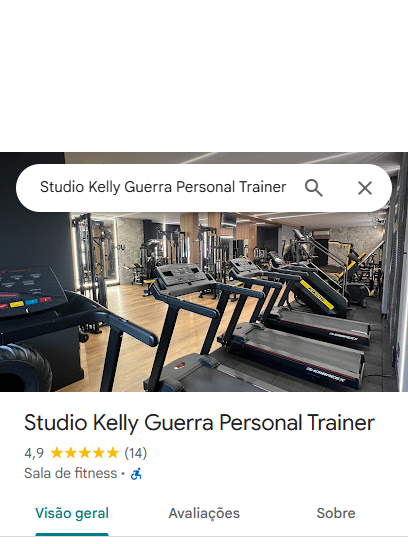 Studio Kelly Guerra Personal Trainer
Studio Kelly Guerra Personal Trainer
4,9 (14)
Sala de fitness ·
Visão geral Avaliações Sobre